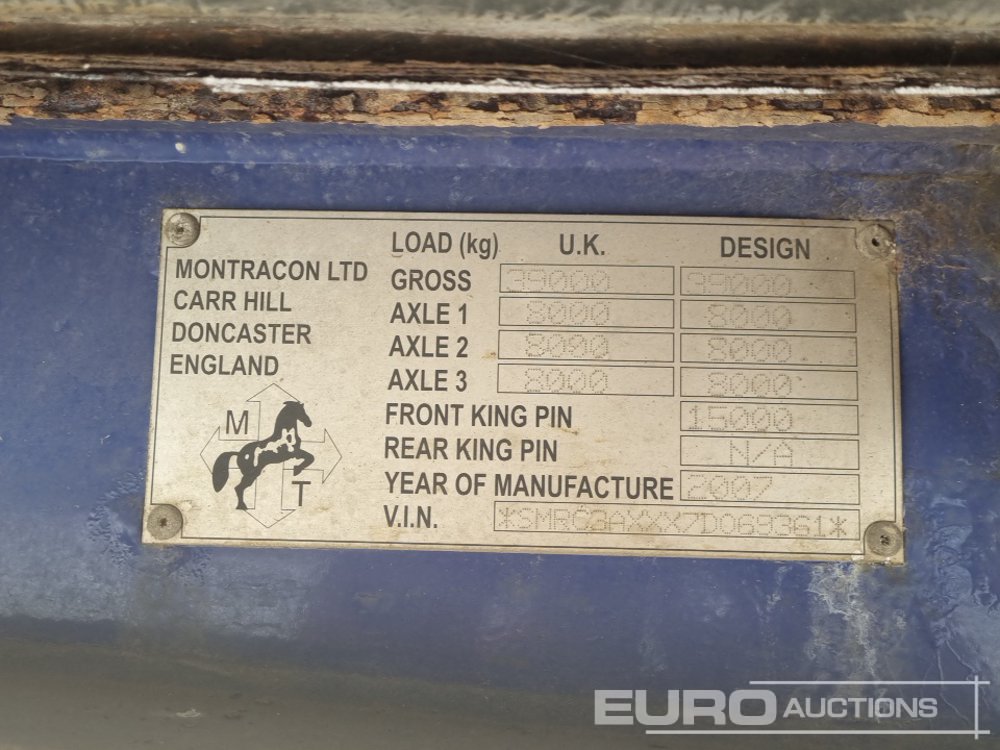 MONTRACON LTD
CARR HILL
DONCASTER
ENGLAND
M
T
LOAD (kg) U.K. DESIGN
GROSS 39000 39000
AXLE 1 8000 8000
AXLE 2 8000 8000
AXLE 3 8000 8000
FRONT KING PIN 15000
REAR KING PIN N/A
YEAR OF MANUFACTURE 2007
V.I.N. *SMRC3AXXX7D069361*
EURO AUCTIONS